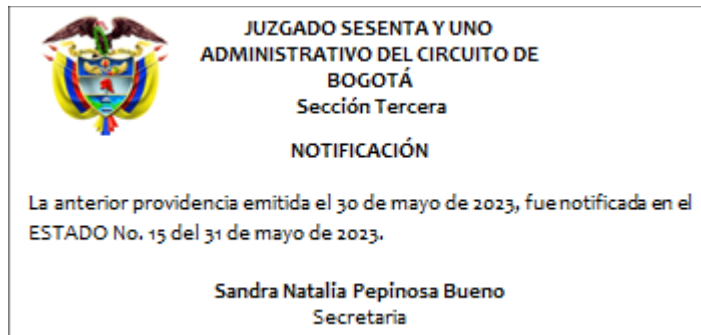 JUZGADO SESENTA Y UNO
ADMINISTRATIVO DEL CIRCUITO DE
BOGOTÁ
Sección Tercera
NOTIFICACIÓN
La anterior providencia emitida el 30 de mayo de 2023, fue notificada en el
ESTADO No. 15 del 31 de mayo de 2023.
Sandra Natalia Pepinosa Bueno
Secretaria